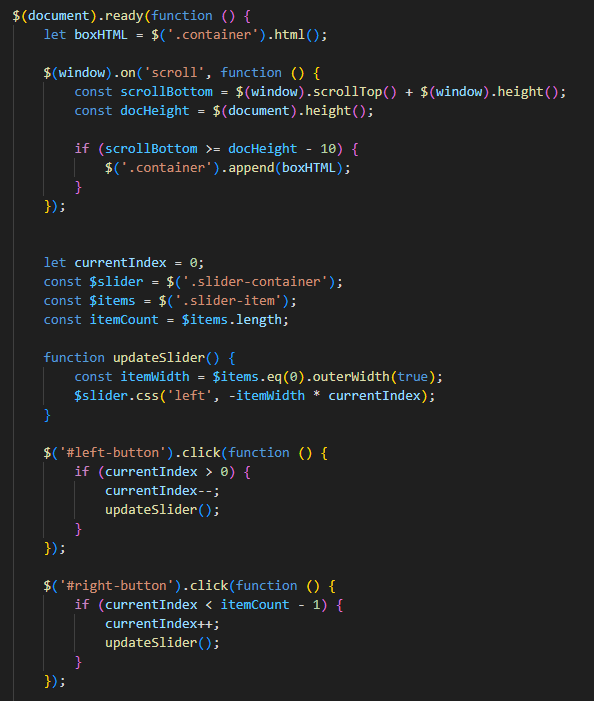 $(document).ready(function () {
    let boxHTML = $('.container').html();

    $(window).on('scroll', function () {
        const scrollBottom = $(window).scrollTop() + $(window).height();
        const docHeight = $(document).height();

        if (scrollBottom >= docHeight - 10) {
            $('.container').append(boxHTML);
        }
    });


    let currentIndex = 0;
    const $slider = $('.slider-container');
    const $items = $('.slider-item');
    const itemCount = $items.length;

    function updateSlider() {
        const itemWidth = $items.eq(0).outerWidth(true);
        $slider.css('left', -itemWidth * currentIndex);
    }

    $('#left-button').click(function () {
        if (currentIndex > 0) {
            currentIndex--;
            updateSlider();
        }
    });

    $('#right-button').click(function () {
        if (currentIndex < itemCount - 1) {
            currentIndex++;
            updateSlider();
        }
    });